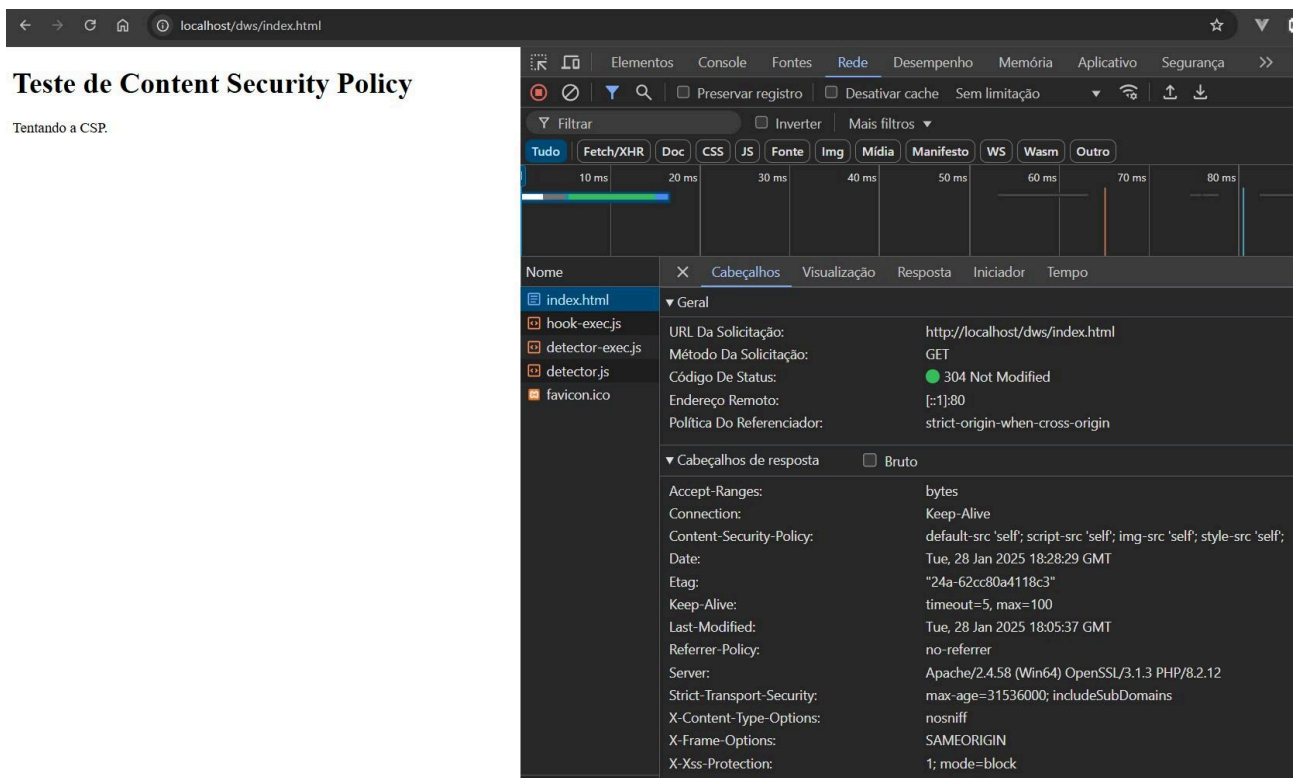 localhost/dws/index.html
Teste de Content Security Policy
Tentando a CSP.
Elementos Console Fontes Rede Desempenho Memória Aplicativo Segurança >>
Preservar registro Desativar cache Sem limitação
Filtrar Inverter Mais filtros
Tudo Fetch/XHR Doc CSS JS Fonte Img Mídia Manifesto WS Wasm Outro
10 ms 20 ms 30 ms 40 ms 50 ms 60 ms 70 ms 80 ms
Nome Cabeçalhos Visualização Resposta Iniciador Tempo
index.html
hook-exec.js
detector-exec.js
detector.js
favicon.ico
Geral
URL Da Solicitação: http://localhost/dws/index.html
Método Da Solicitação: GET
Código De Status: 304 Not Modified
Endereço Remoto: [::1]:80
Política Do Referenciador: strict-origin-when-cross-origin
Cabeçalhos de resposta Bruto
Accept-Ranges: bytes
Connection: Keep-Alive
Content-Security-Policy: default-src 'self'; script-src 'self'; img-src 'self'; style-src 'self';
Date: Tue, 28 Jan 2025 18:28:29 GMT
Etag: "24a-62cc80a4118c3"
Keep-Alive: timeout=5, max=100
Last-Modified: Tue, 28 Jan 2025 18:05:37 GMT
Referrer-Policy: no-referrer
Server: Apache/2.4.58 (Win64) OpenSSL/3.1.3 PHP/8.2.12
Strict-Transport-Security: max-age=31536000; includeSubDomains
X-Content-Type-Options: nosniff
X-Frame-Options: SAMEORIGIN
X-Xss-Protection: 1; mode=block